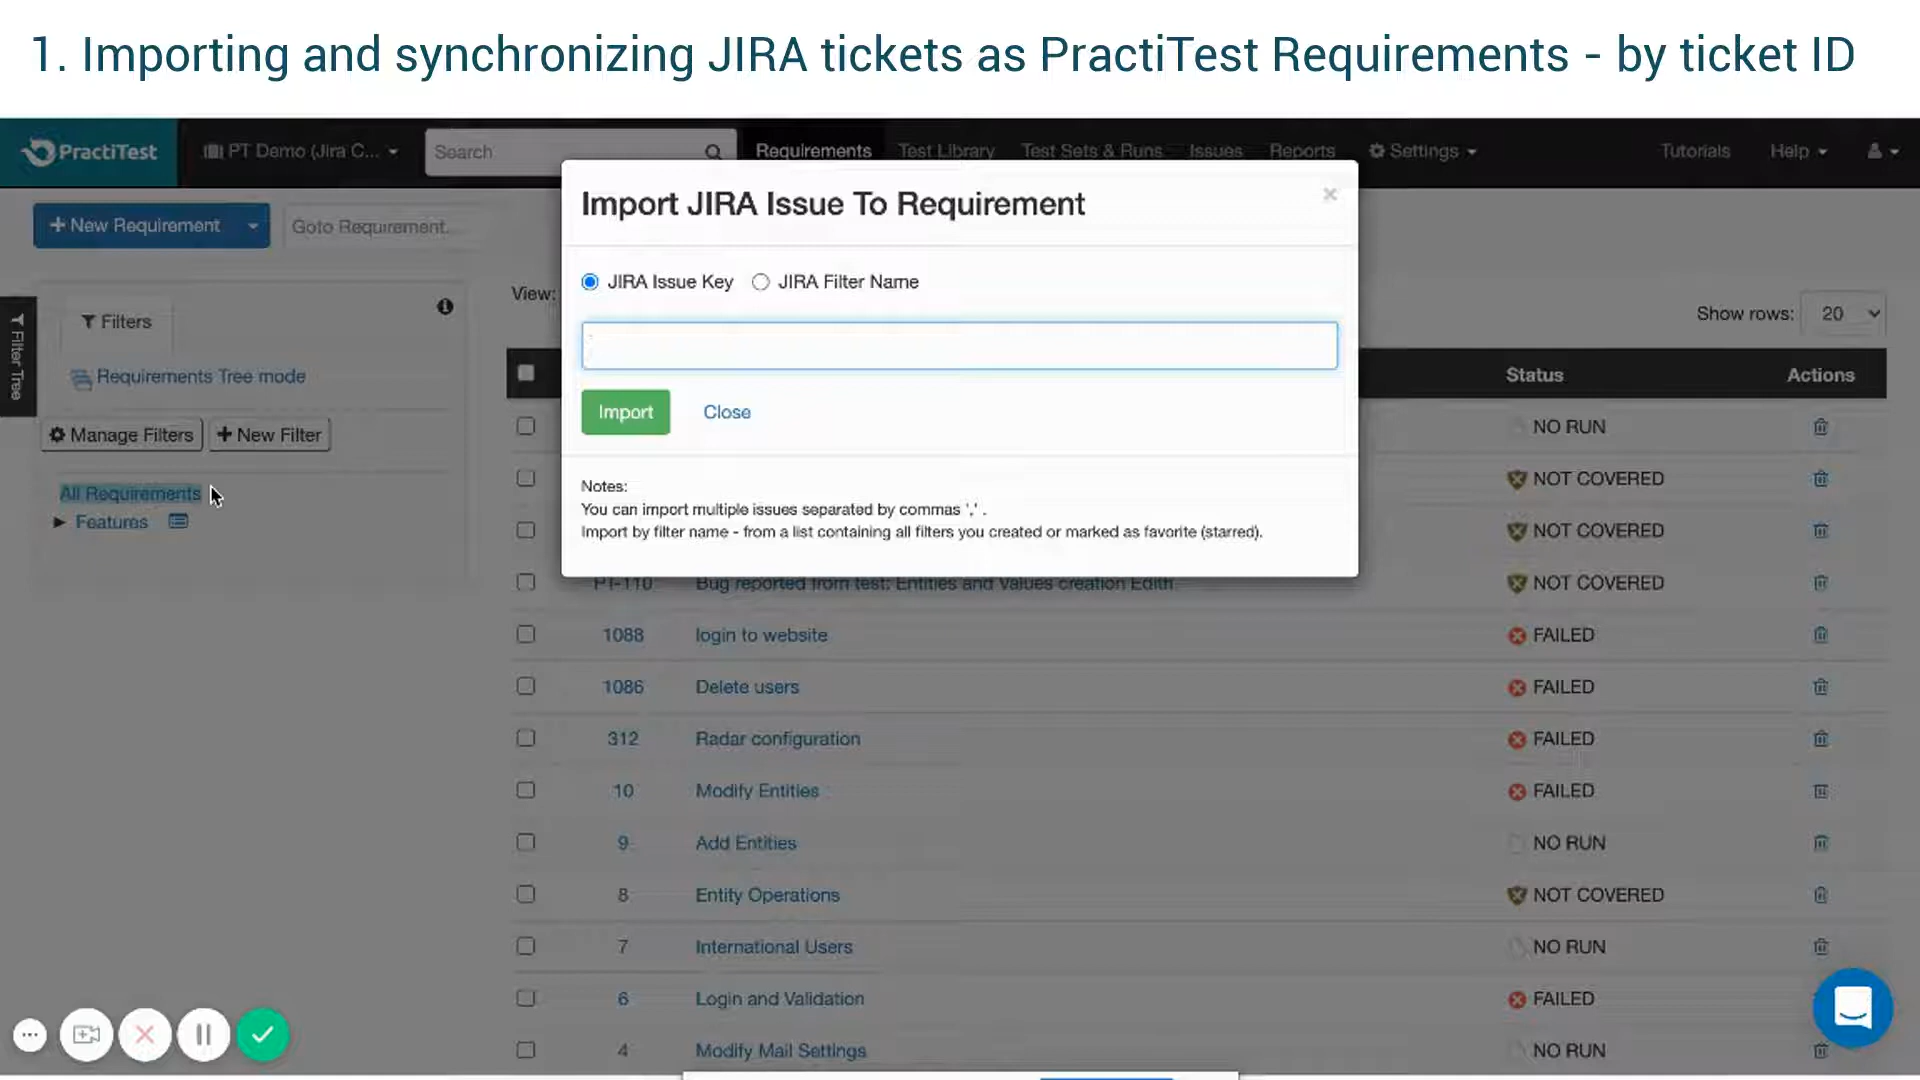 1. Importing and synchronizing JIRA tickets as PractiTest Requirements - by ticket ID
PractiTest
PT Demo (Jira C...
Search
Requirements
Test Library
Test Sets & Runs
Issues
Reports
Settings
Tutorials
Help
+ New Requirement
Goto Requirement...
Import JIRA Issue To Requirement
×
JIRA Issue Key
JIRA Filter Name
Import
Close
Notes:
You can import multiple issues separated by commas ',' .
Import by filter name - from a list containing all filters you created or marked as favorite (starred).
Filter Tree
Filters
Requirements Tree mode
Manage Filters
+ New Filter
All Requirements
Features
View:
Show rows: 20
Status Actions
NO RUN
NOT COVERED
NOT COVERED
PT-110 Bug reported from test: Entities and Values creation Edith NOT COVERED
1088 login to website FAILED
1086 Delete users FAILED
312 Radar configuration FAILED
10 Modify Entities FAILED
9 Add Entities NO RUN
8 Entity Operations NOT COVERED
7 International Users NO RUN
6 Login and Validation FAILED
4 Modify Mail Settings NO RUN